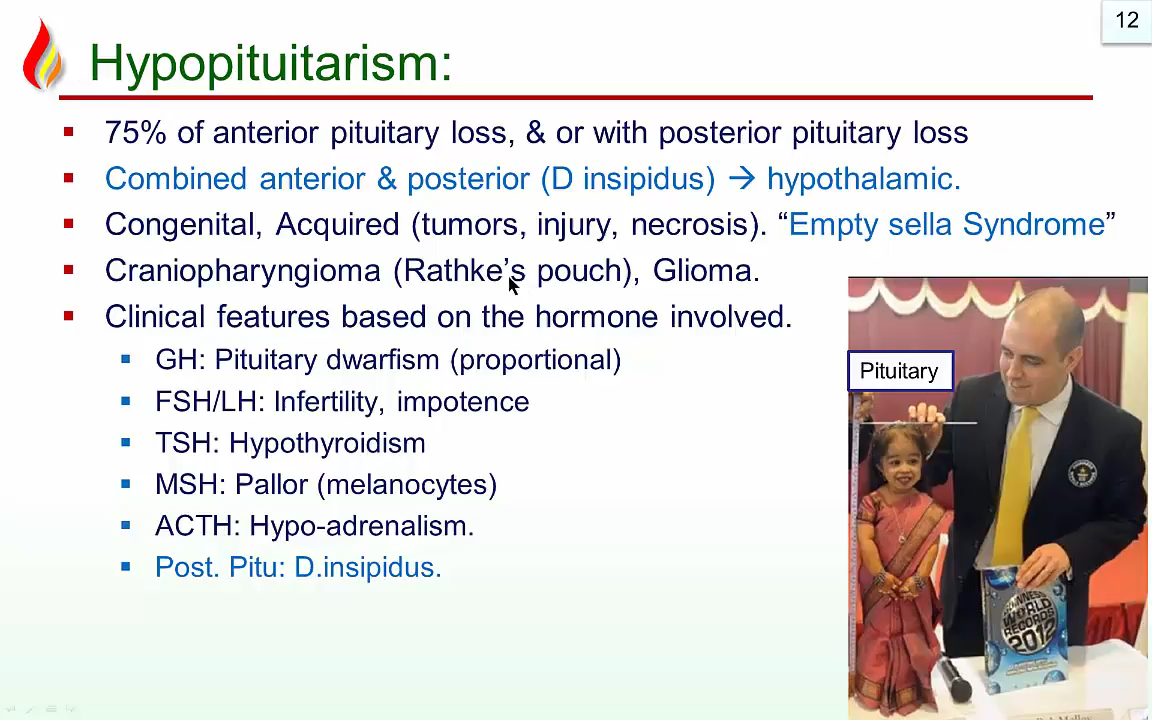 12
Hypopituitarism:
75% of anterior pituitary loss, & or with posterior pituitary loss
Combined anterior & posterior (D insipidus) → hypothalamic.
Congenital, Acquired (tumors, injury, necrosis). “Empty sella Syndrome”
Craniopharyngioma (Rathke’s pouch), Glioma.
Clinical features based on the hormone involved.
GH: Pituitary dwarfism (proportional)
FSH/LH: Infertility, impotence
TSH: Hypothyroidism
MSH: Pallor (melanocytes)
ACTH: Hypo-adrenalism.
Post. Pitu: D.insipidus.
Pituitary
GUINNESS
WORLD
RECORDS
2012